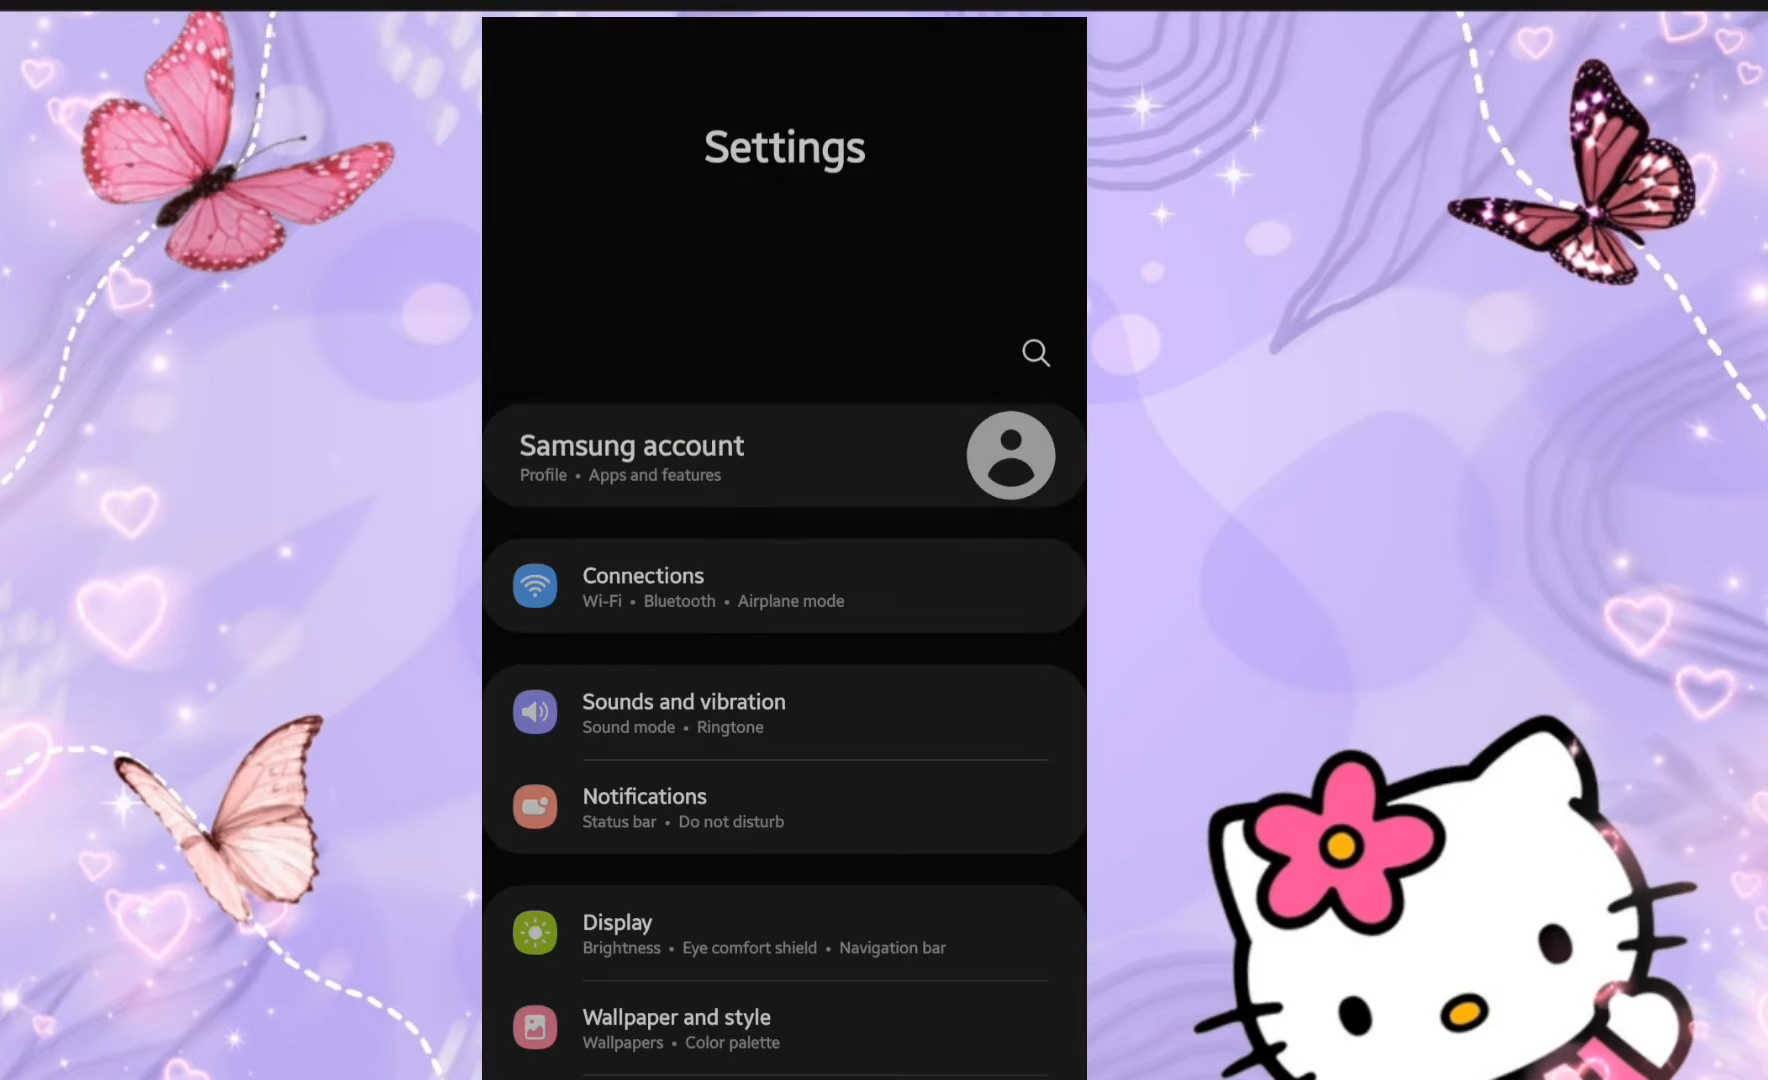 Settings
Samsung account
Profile • Apps and features
Connections
Wi-Fi • Bluetooth • Airplane mode
Sounds and vibration
Sound mode • Ringtone
Notifications
Status bar • Do not disturb
Display
Brightness • Eye comfort shield • Navigation bar
Wallpaper and style
Wallpapers • Color palette